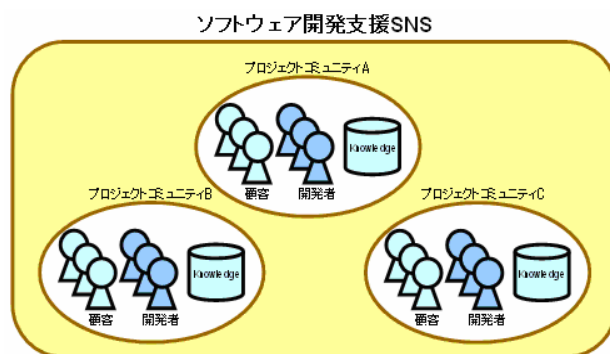 ソフトウェア開発支援SNS
プロジェクトコミュニティA
Knowledge
顧客 開発者
プロジェクトコミュニティB
プロジェクトコミュニティC
Knowledge
Knowledge
顧客 開発者
顧客 開発者